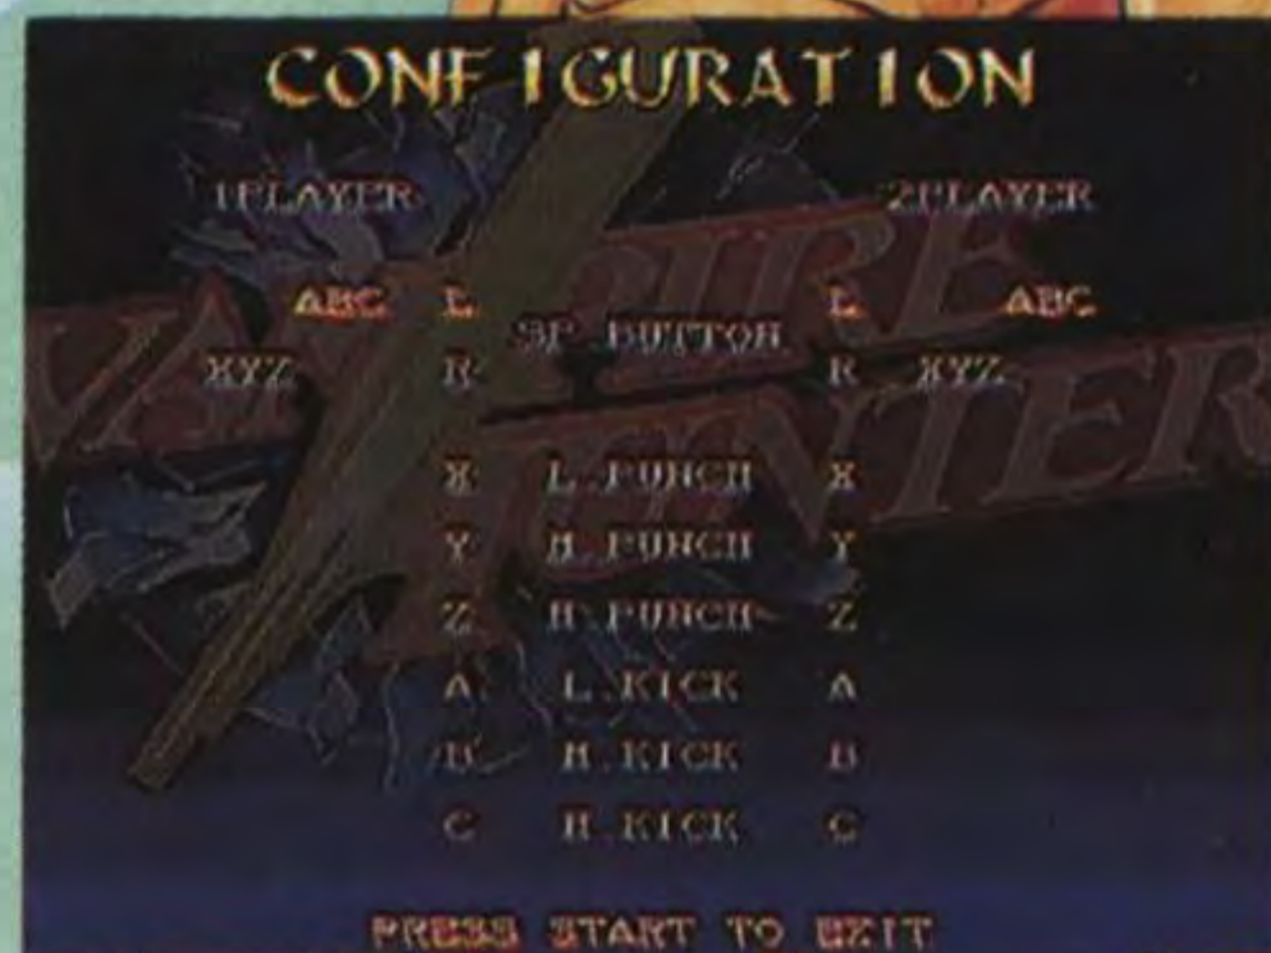 CONFIGURATION
1PLAYER 2PLAYER
ABC L L ABC
SP.BUTTON
XYZ R R XYZ
X L.PUNCH X
Y M.PUNCH Y
Z H.PUNCH Z
A L.KICK A
B M.KICK B
C H.KICK C
PRESS START TO EXIT